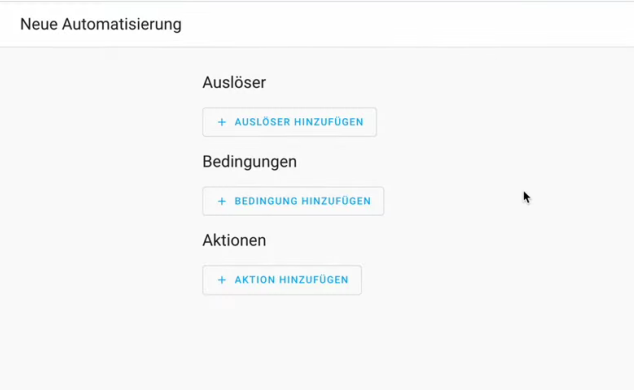 Neue Automatisierung
Auslöser
+ AUSLÖSER HINZUFÜGEN
Bedingungen
+ BEDINGUNG HINZUFÜGEN
Aktionen
+ AKTION HINZUFÜGEN